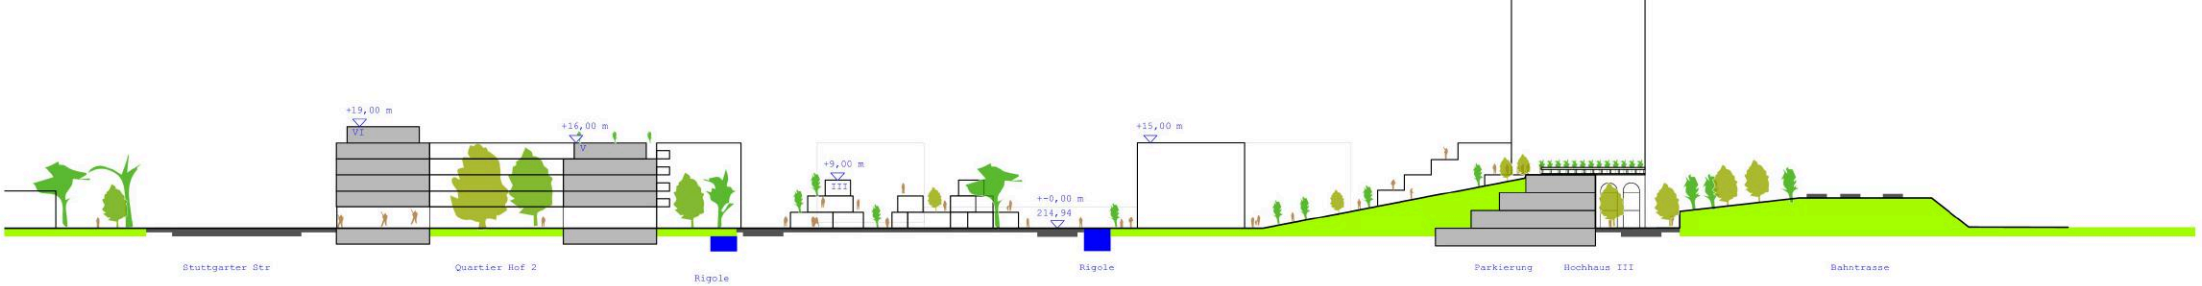 +19,00 m
VI
+16,00 m
V
+9,00 m
III
+-0,00 m
214,94
+15,00 m
Stuttgarter Str
Quartier Hof 2
Rigole
Rigole
Parkierung
Hochhaus III
Bahntrasse